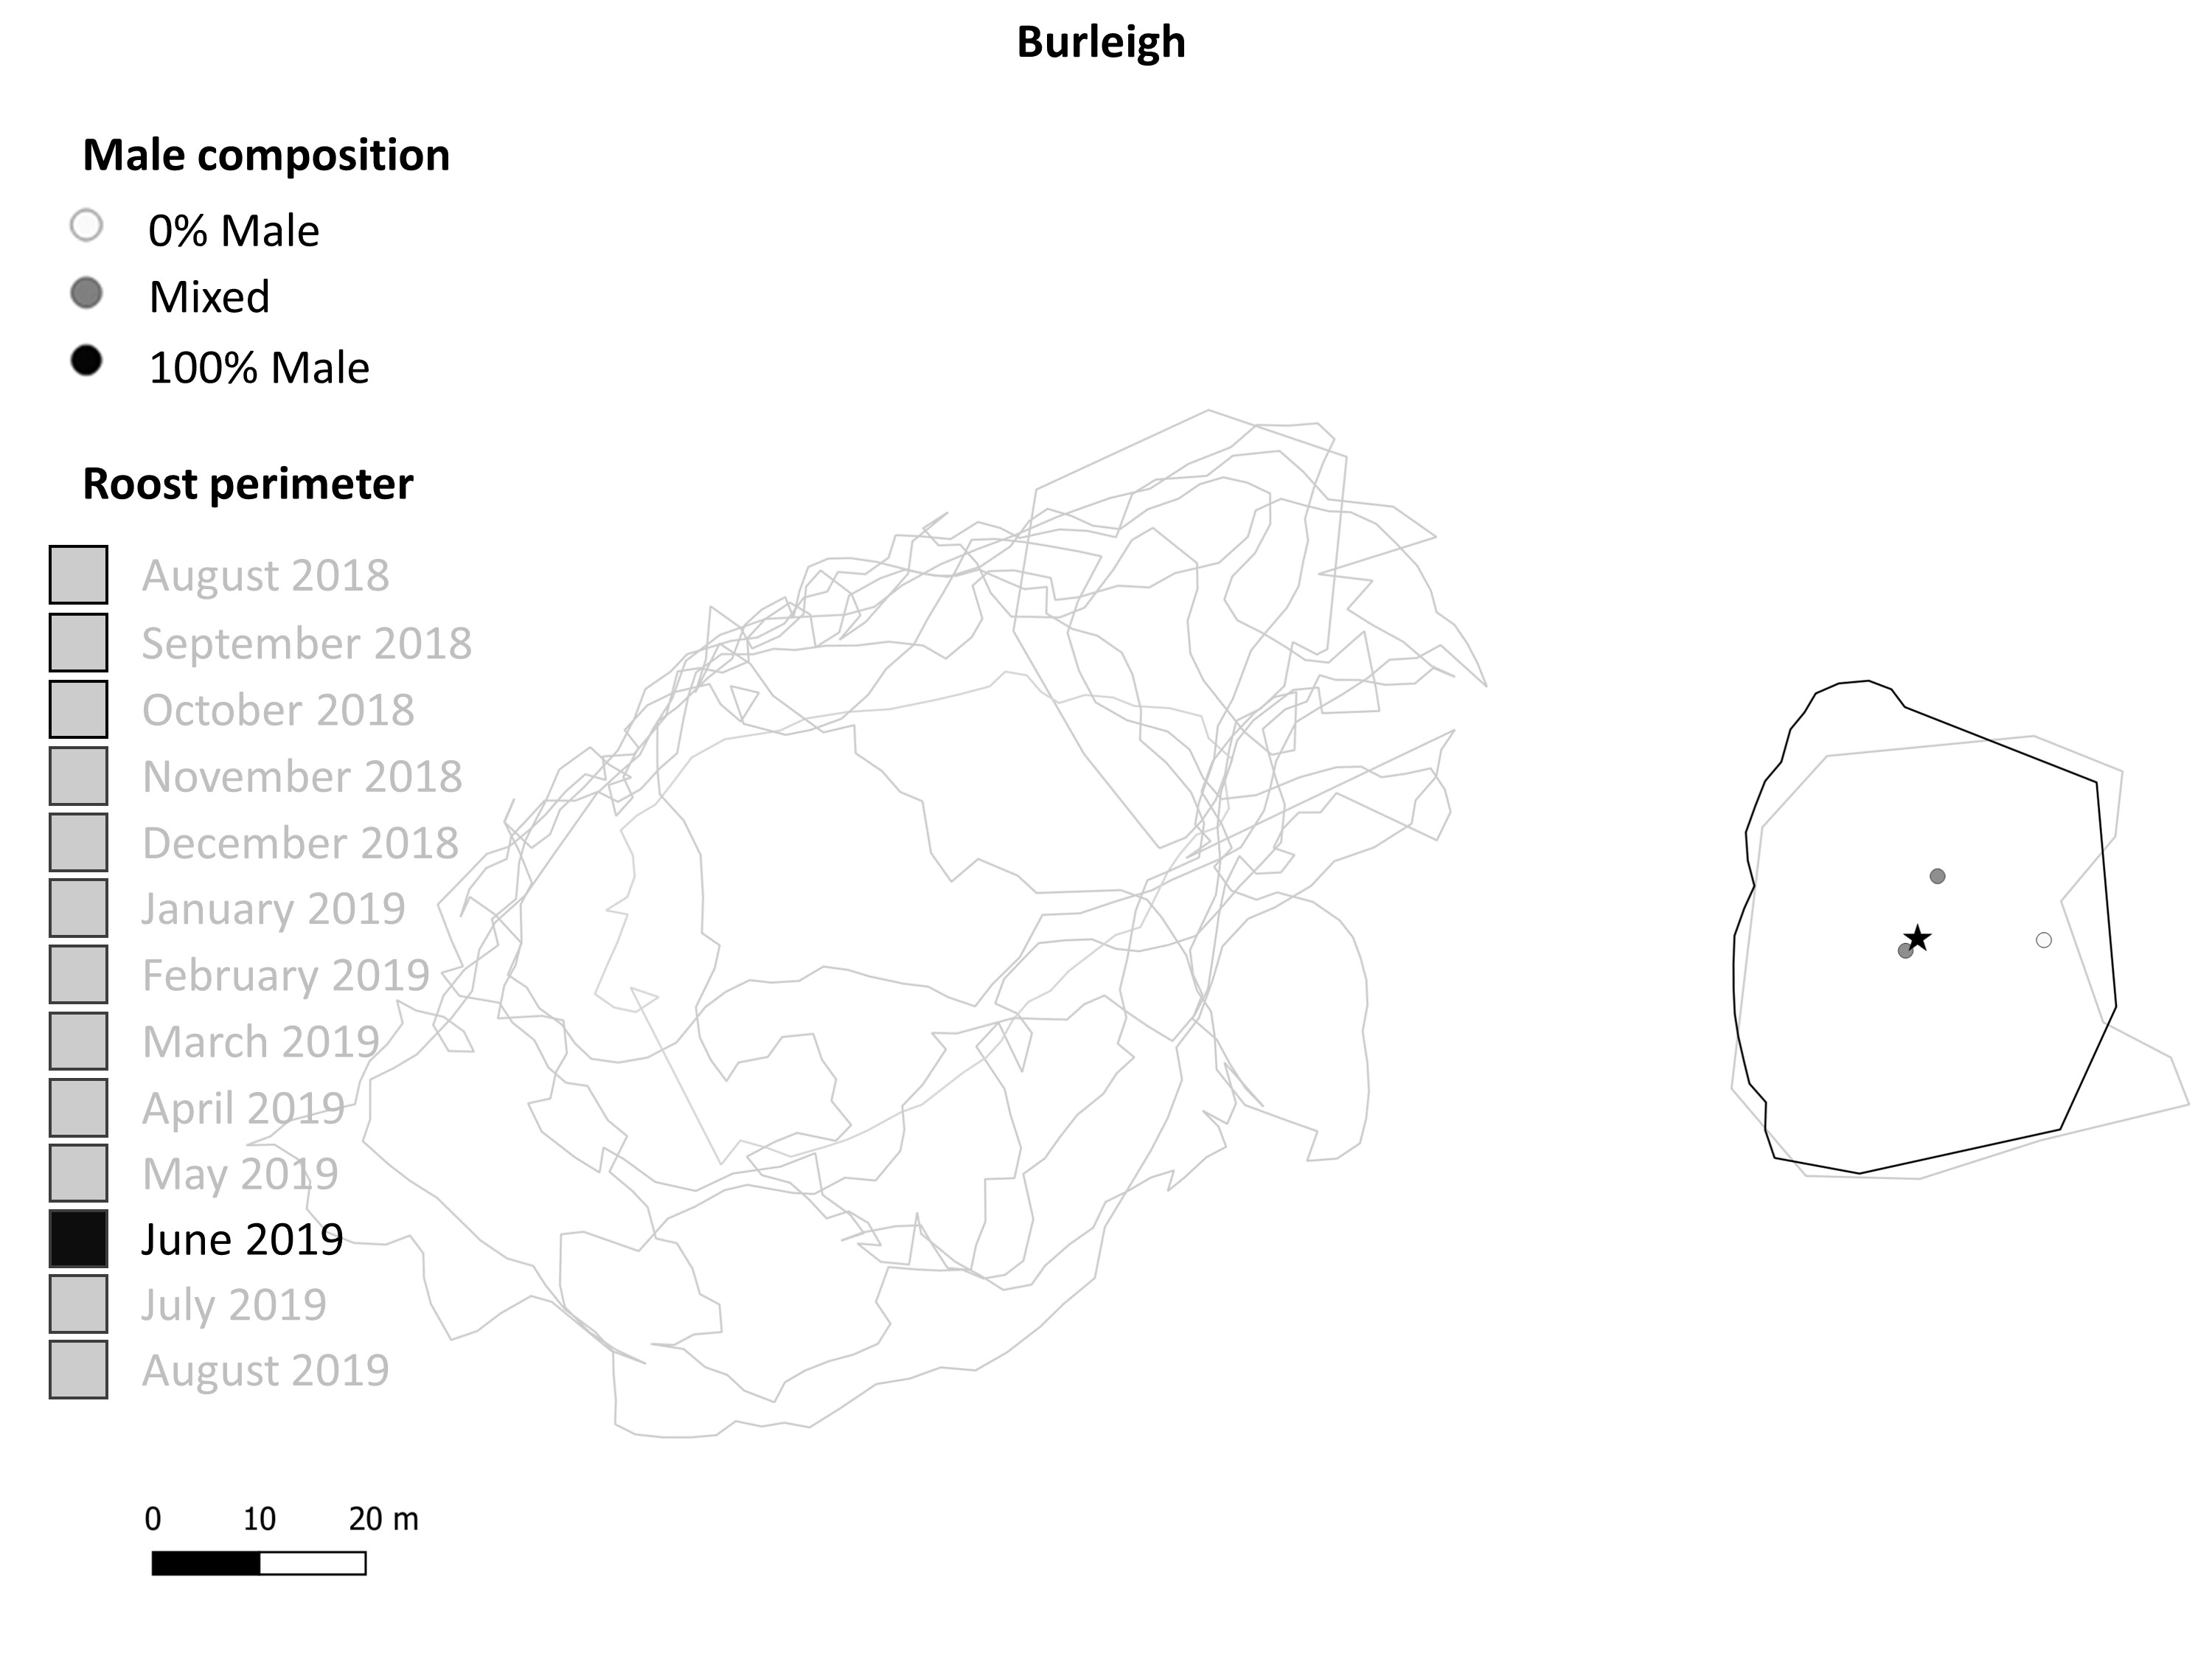 Burleigh
Male composition
0% Male
Mixed
100% Male
Roost perimeter
August 2018
September 2018
October 2018
November 2018
December 2018
January 2019
February 2019
March 2019
April 2019
May 2019
June 2019
July 2019
August 2019
0 10 20 m